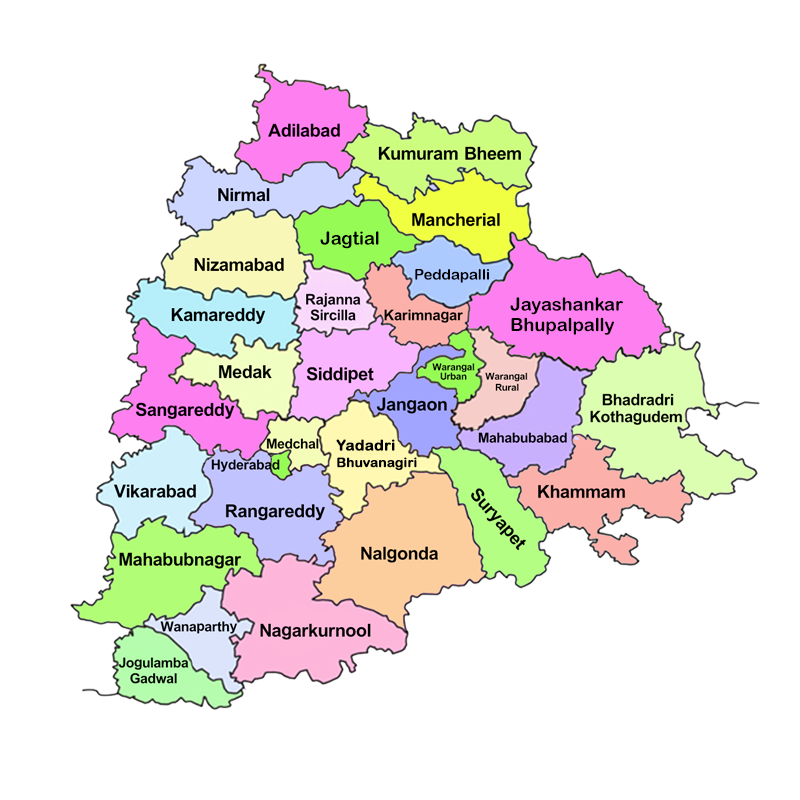 Adilabad
Kumuram Bheem
Nirmal
Mancherial
Jagtial
Nizamabad
Peddapalli
Rajanna
Sircilla
Kamareddy
Karimnagar
Jayashankar
Bhupalpally
Medak
Siddipet
Warangal
Urban
Warangal
Rural
Sangareddy
Jangaon
Bhadradri
Kothagudem
Mahabubabad
Medchal
Yadadri
Bhuvanagiri
Hyderabad
Vikarabad
Rangareddy
Khammam
Suryapet
Nalgonda
Mahabubnagar
Wanaparthy
Nagarkurnool
Jogulamba
Gadwal